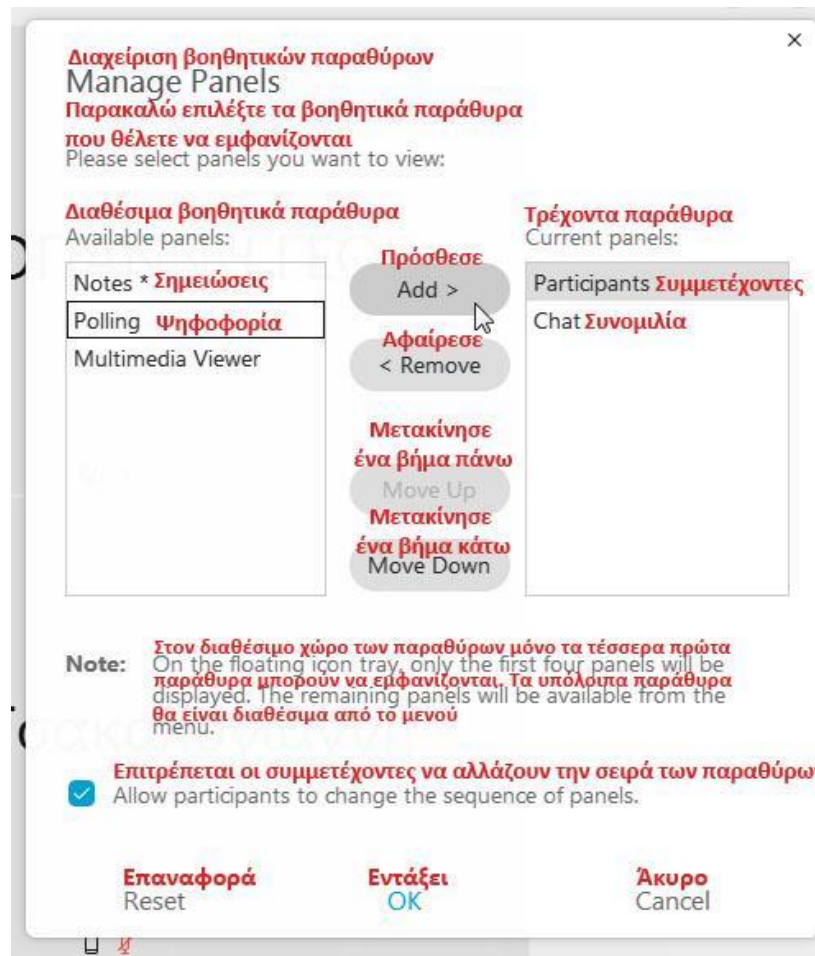 Διαχείριση βοηθητικών παραθύρων
Manage Panels
Παρακαλώ επιλέξτε τα βοηθητικά παράθυρα
που θέλετε να εμφανίζονται
Please select panels you want to view:
Διαθέσιμα βοηθητικά παράθυρα
Available panels:
Τρέχοντα παράθυρα
Current panels:
Notes * Σημειώσεις
Polling Ψηφοφορία
Multimedia Viewer
Πρόσθεσε
Add >
Αφαίρεσε
< Remove
Μετακίνησε
ένα βήμα πάνω
Move Up
Μετακίνησε
ένα βήμα κάτω
Move Down
Participants Συμμετέχοντες
Chat Συνομιλία
Στον διαθέσιμο χώρο των παραθύρων μόνο τα τέσσερα πρώτα
Note: On the floating icon tray, only the first four panels will be
παράθυρα μπορούν να εμφανίζονται. Τα υπόλοιπα παράθυρα
displayed. The remaining panels will be available from the
θα είναι διαθέσιμα από το μενού
menu.
Επιτρέπεται οι συμμετέχοντες να αλλάζουν την σειρά των παραθύρω
Allow participants to change the sequence of panels.
Επαναφορά
Reset
Εντάξει
OK
Άκυρο
Cancel